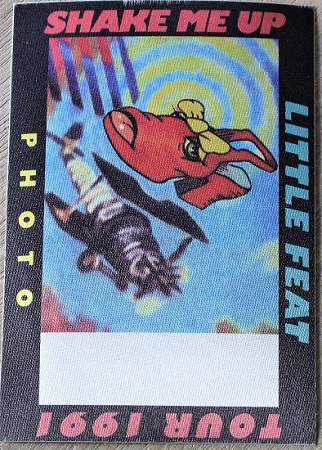 SHAKE ME UP
LITTLE FEAT
TOUR 1991
PHOTO